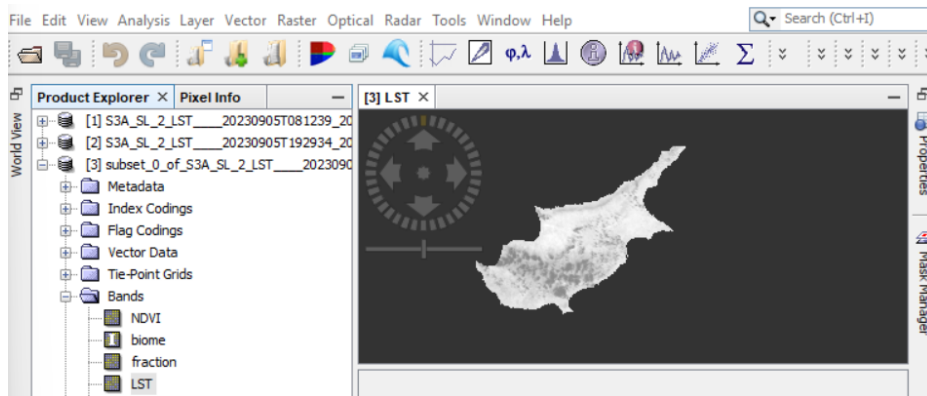 File Edit View Analysis Layer Vector Raster Optical Radar Tools Window Help
Search (Ctrl+I)
φ,λ Σ
Product Explorer × Pixel Info
[3] LST ×
World View
[1] S3A_SL_2_LST____20230905T081239_20
[2] S3A_SL_2_LST____20230905T192934_20
[3] subset_0_of_S3A_SL_2_LST____2023090
Metadata
Index Codings
Flag Codings
Vector Data
Tie-Point Grids
Bands
NDVI
biome
fraction
LST
Properties
Mask Manager